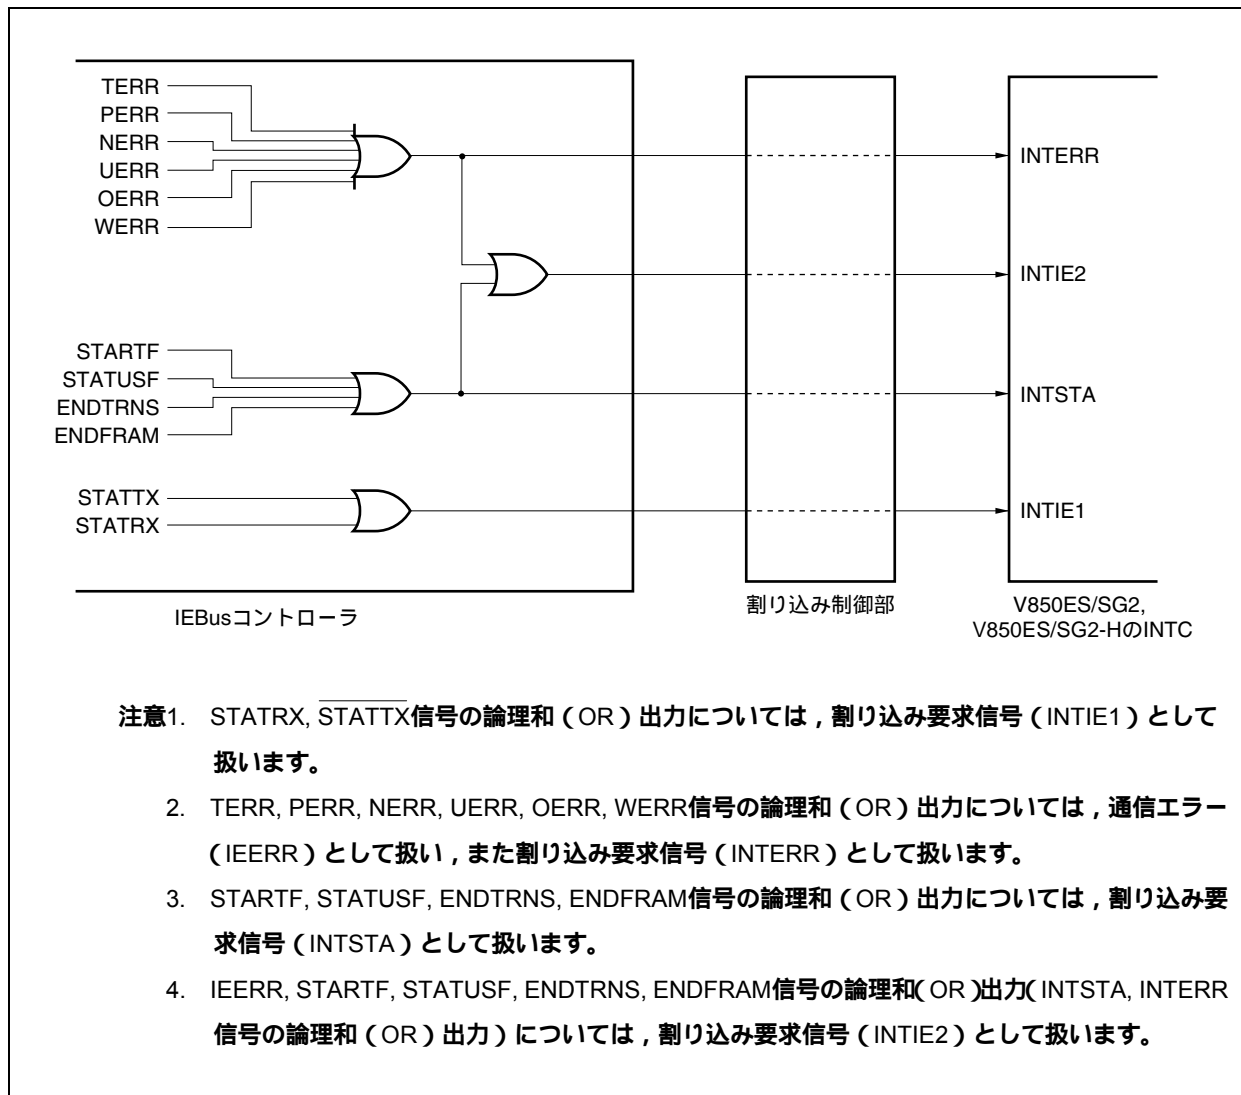 TERR
PERR
NERR
UERR
OERR
WERR
INTERR
INTIE2
STARTF
STATUSF
ENDTRNS
ENDFRAM
INTSTA
STATTX
STATRX
INTIE1
IEBusコントローラ
割り込み制御部
V850ES/SG2,
V850ES/SG2-HのINTC
注意1. STATRX, STATTX信号の論理和（OR）出力については，割り込み要求信号（INTIE1）として
扱います。
2. TERR, PERR, NERR, UERR, OERR, WERR信号の論理和（OR）出力については，通信エラー
（IEERR）として扱い，また割り込み要求信号（INTERR）として扱います。
3. STARTF, STATUSF, ENDTRNS, ENDFRAM信号の論理和（OR）出力については，割り込み要
求信号（INTSTA）として扱います。
4. IEERR, STARTF, STATUSF, ENDTRNS, ENDFRAM信号の論理和（OR）出力（INTSTA, INTERR
信号の論理和（OR）出力）については，割り込み要求信号（INTIE2）として扱います。